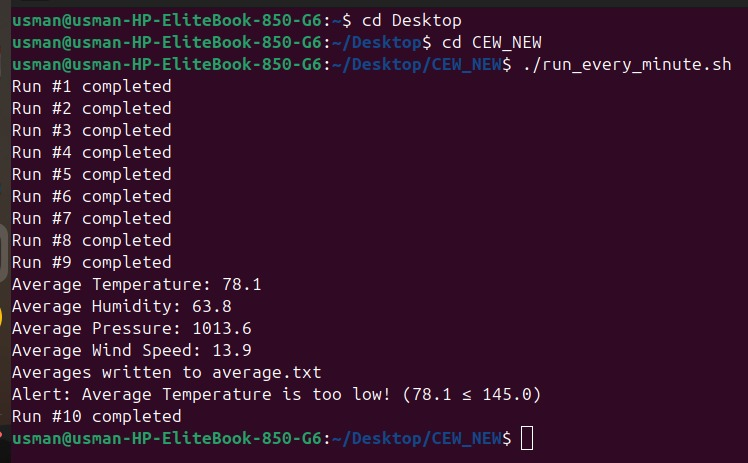 usman@usman-HP-EliteBook-850-G6:~$ cd Desktop
usman@usman-HP-EliteBook-850-G6:~/Desktop$ cd CEW_NEW
usman@usman-HP-EliteBook-850-G6:~/Desktop/CEW_NEW$ ./run_every_minute.sh
Run #1 completed
Run #2 completed
Run #3 completed
Run #4 completed
Run #5 completed
Run #6 completed
Run #7 completed
Run #8 completed
Run #9 completed
Average Temperature: 78.1
Average Humidity: 63.8
Average Pressure: 1013.6
Average Wind Speed: 13.9
Averages written to average.txt
Alert: Average Temperature is too low! (78.1 ≤ 145.0)
Run #10 completed
usman@usman-HP-EliteBook-850-G6:~/Desktop/CEW_NEW$